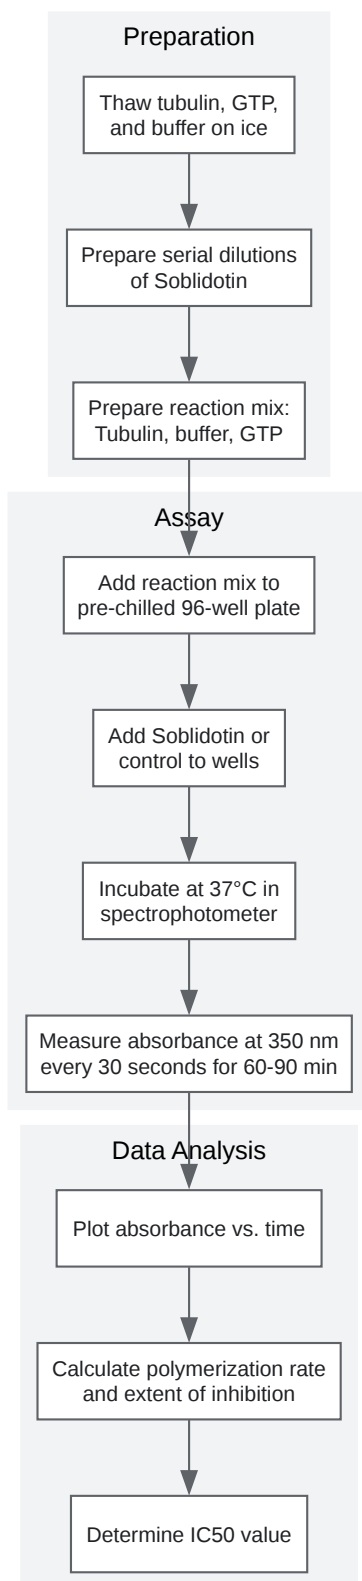 Preparation
Thaw tubulin, GTP,
and buffer on ice
Prepare serial dilutions
of Soblidotin
Prepare reaction mix:
Tubulin, buffer, GTP
Assay
Add reaction mix to
pre-chilled 96-well plate
Add Soblidotin or
control to wells
Incubate at 37°C in
spectrophotometer
Measure absorbance at 350 nm
every 30 seconds for 60-90 min
Data Analysis
Plot absorbance vs. time
Calculate polymerization rate
and extent of inhibition
Determine IC50 value